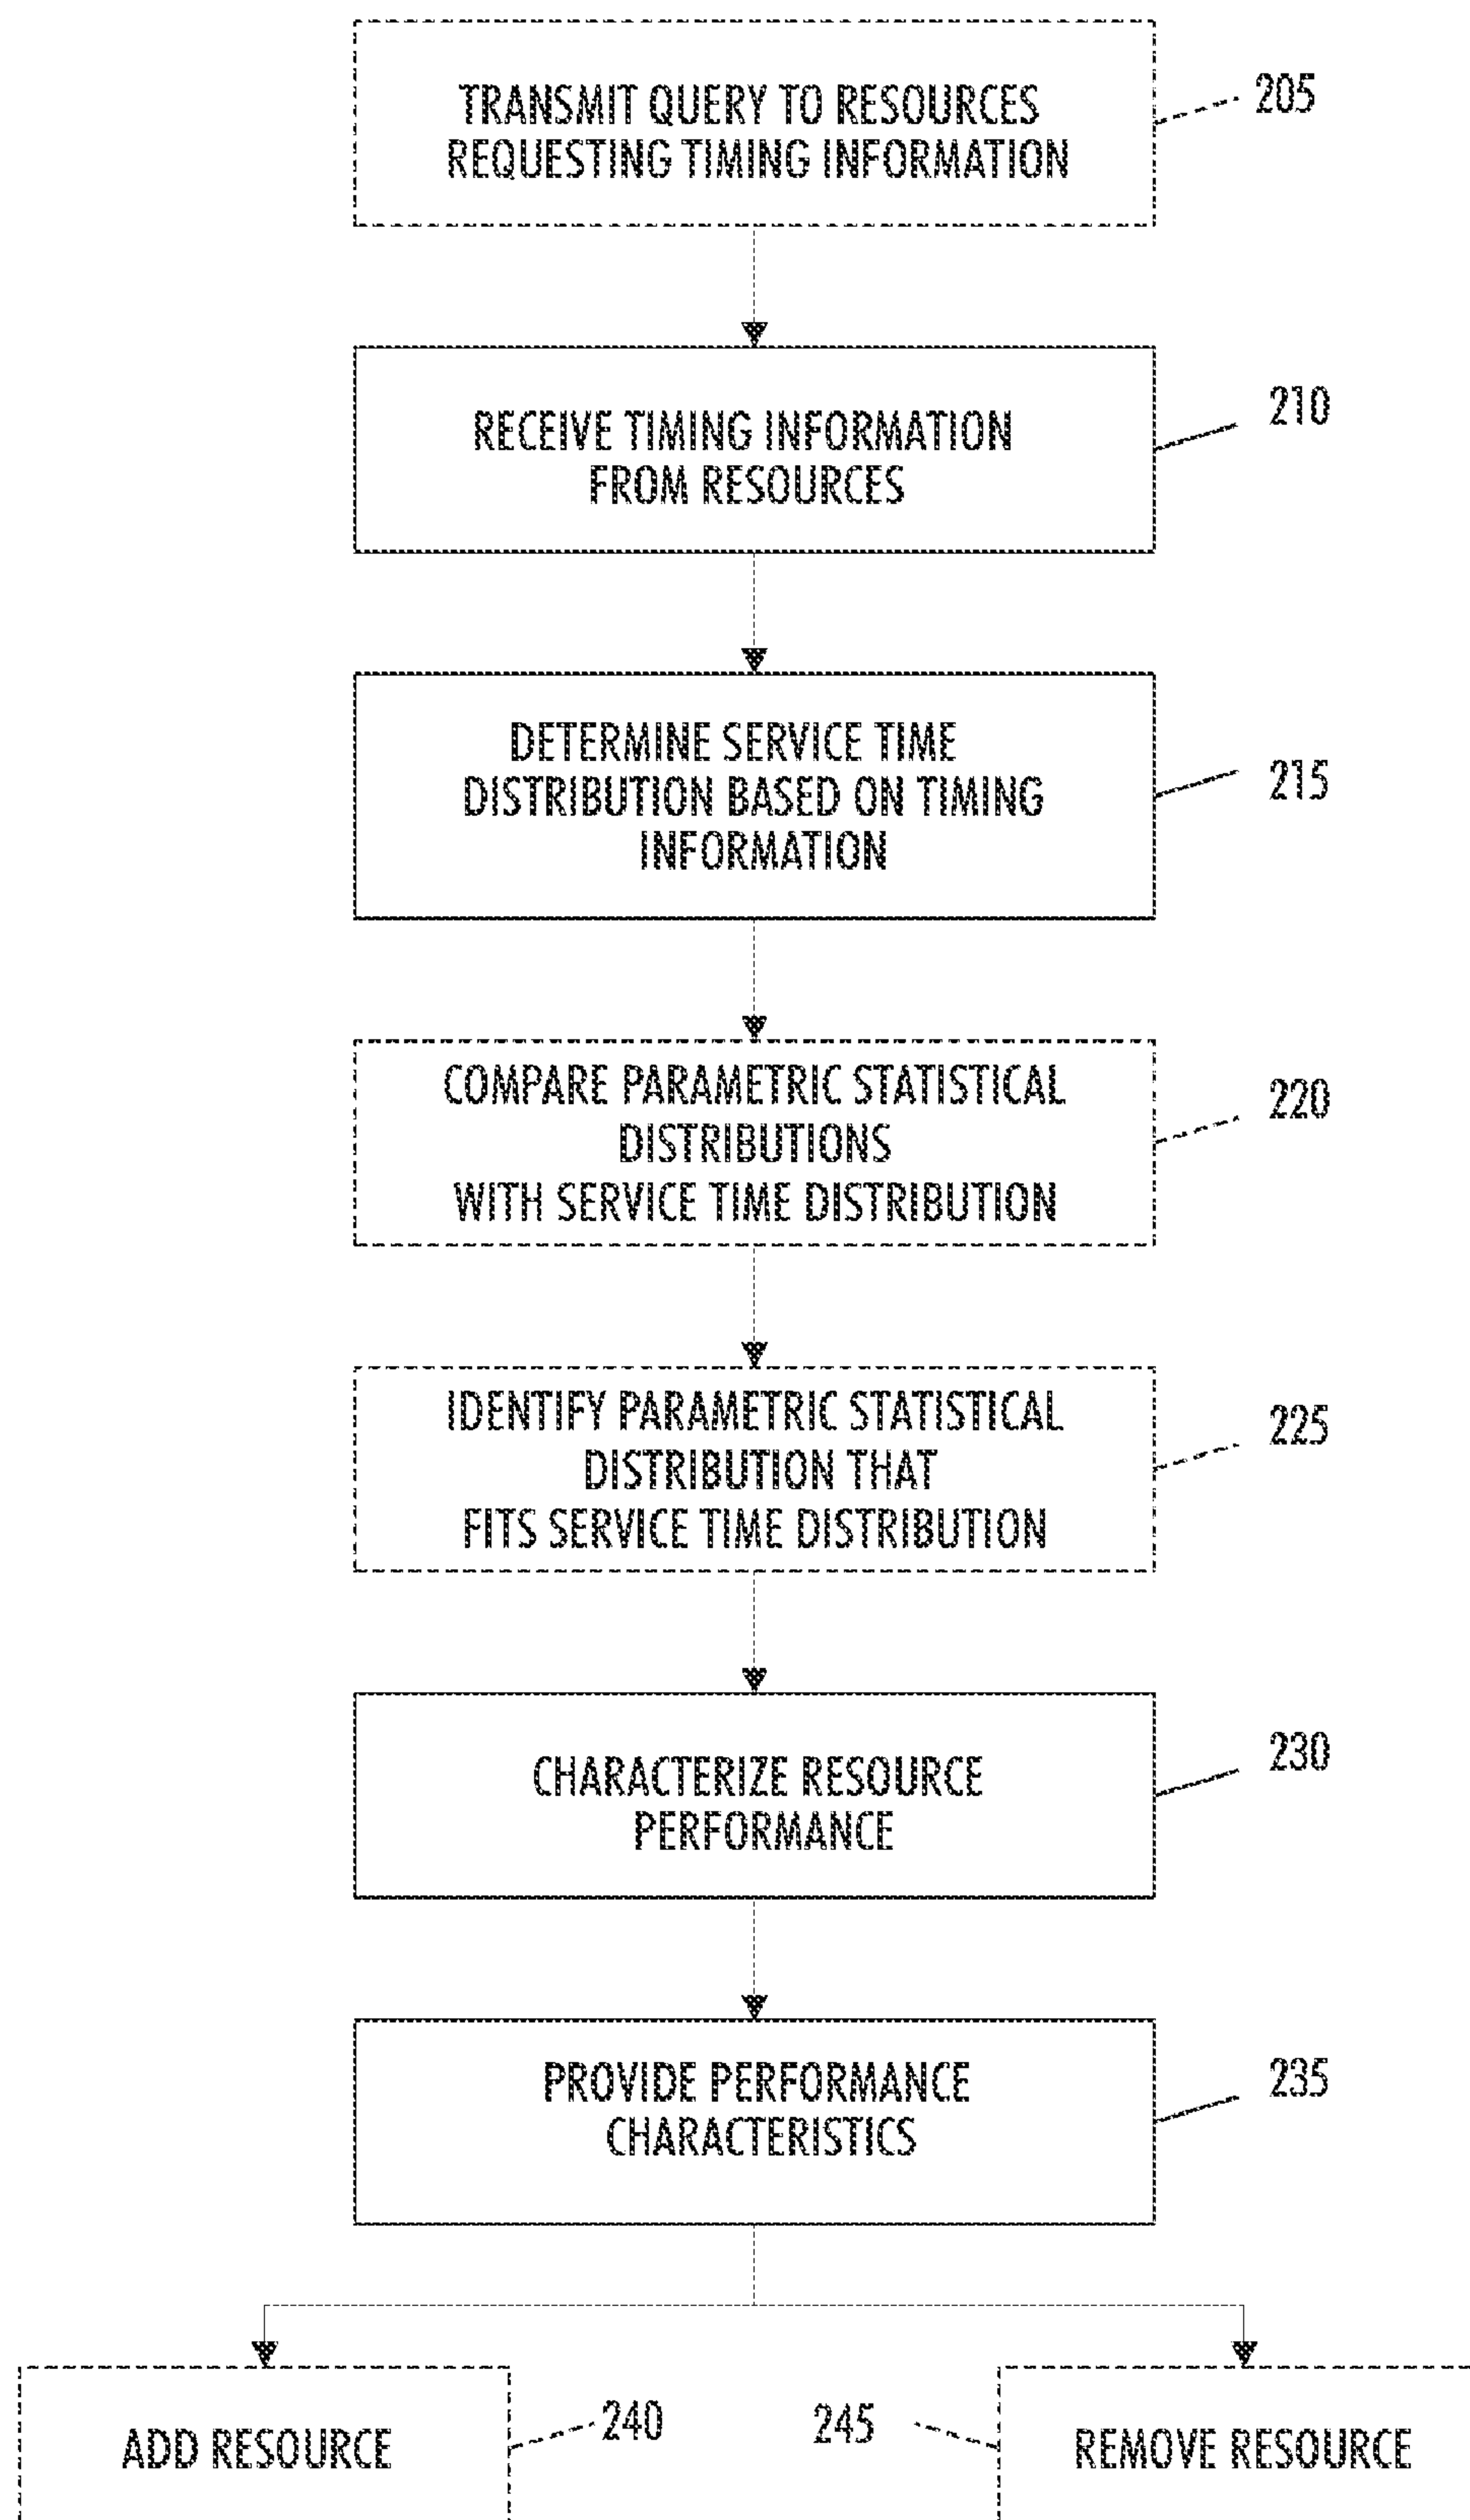 TRANSMIT QUERY TO RESOURCES
REQUESTING TIMING INFORMATION
205
RECEIVE TIMING INFORMATION
FROM RESOURCES
210
DETERMINE SERVICE TIME
DISTRIBUTION BASED ON TIMING
INFORMATION
215
COMPARE PARAMETRIC STATISTICAL
DISTRIBUTIONS
WITH SERVICE TIME DISTRIBUTION
220
IDENTIFY PARAMETRIC STATISTICAL
DISTRIBUTION THAT
FITS SERVICE TIME DISTRIBUTION
225
CHARACTERIZE RESOURCE
PERFORMANCE
230
PROVIDE PERFORMANCE
CHARACTERISTICS
235
ADD RESOURCE
240
245
REMOVE RESOURCE